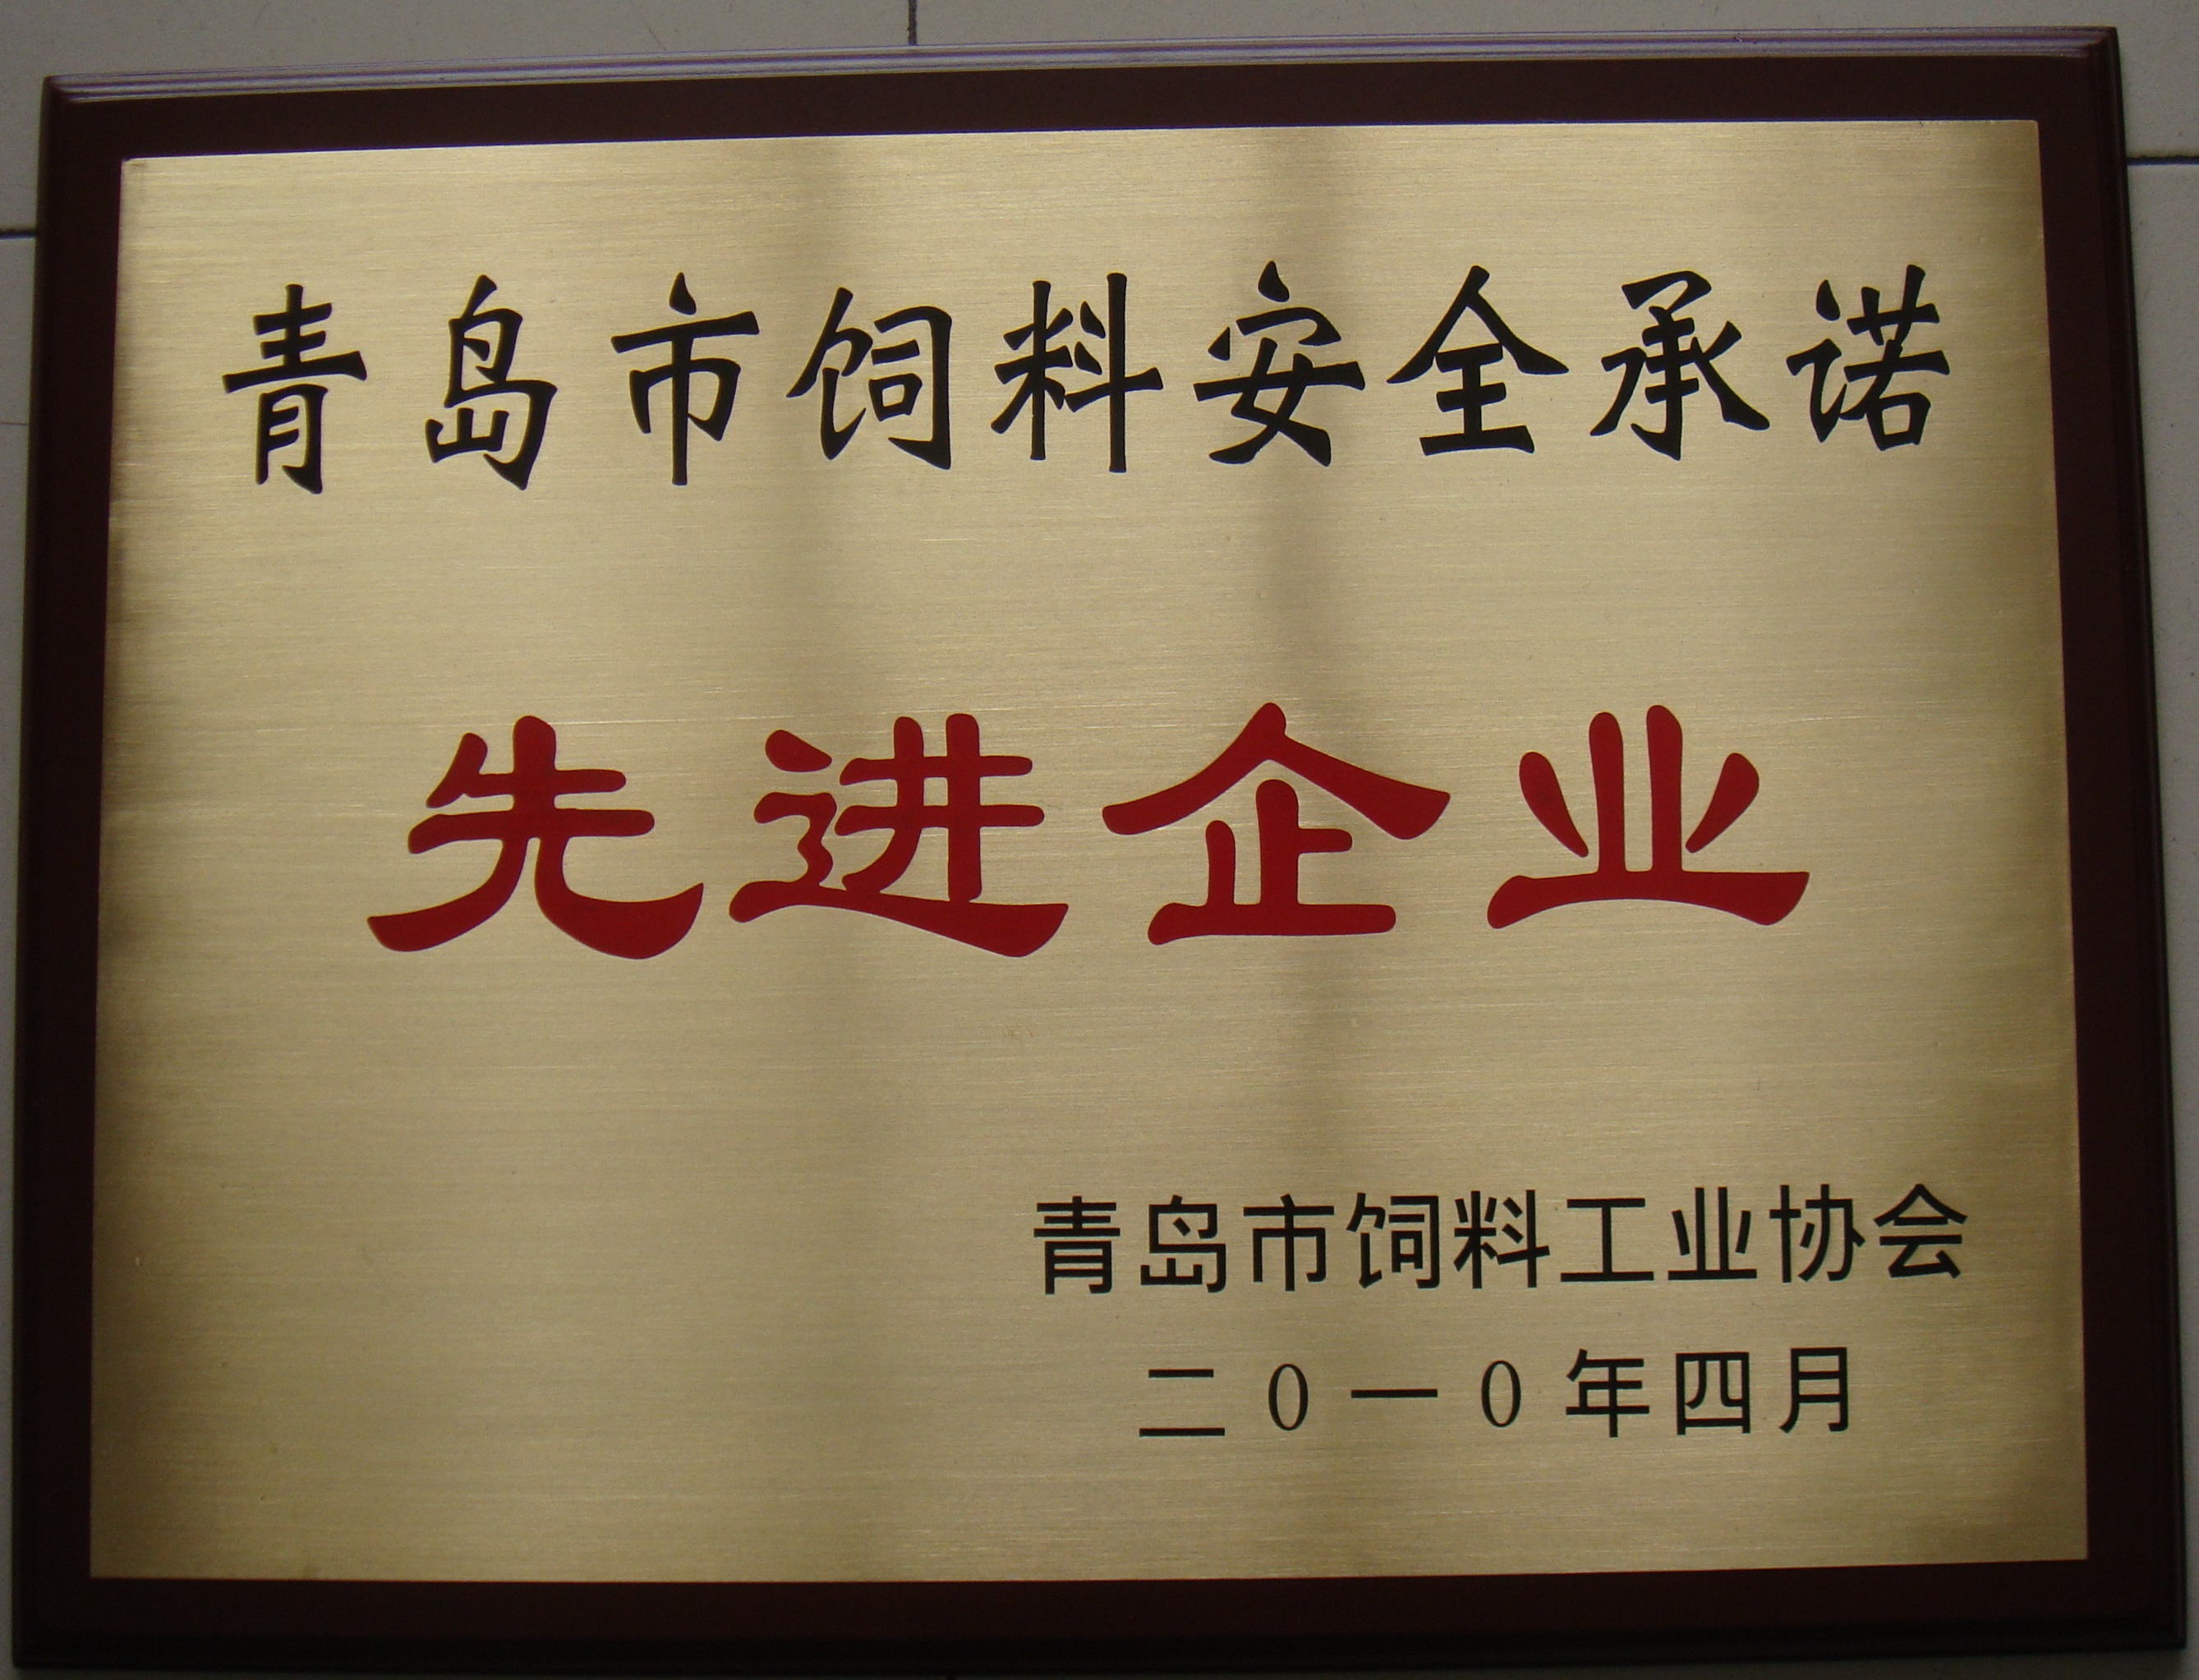 青岛市饲料安全承诺
先进企业
青岛市饲料工业协会
二0一0年四月